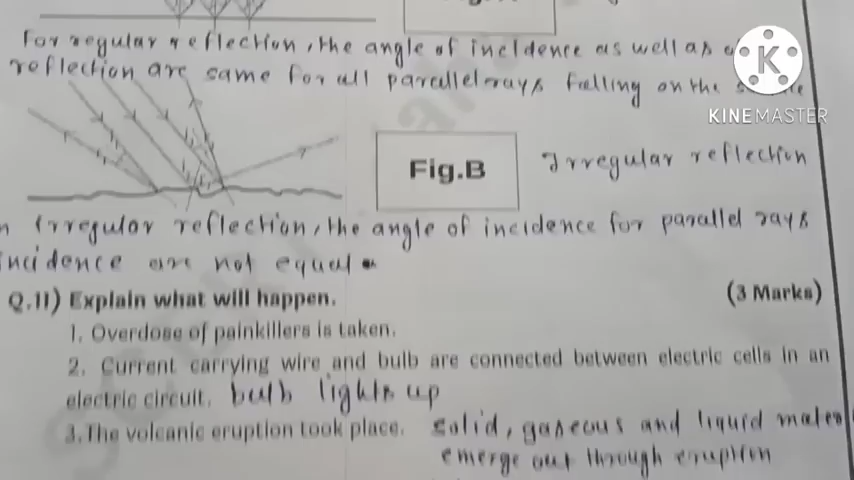 For regular reflection, the angle of incidence as well as
reflection are same for all parallel rays falling on the
K
KINEMASTER
Fig.B
Irregular reflection
Irregular reflection, the angle of incidence for parallel rays
incidence are not equal
Q.11) Explain what will happen.
(3 Marks)
1. Overdose of painkillers is taken.
2. Current carrying wire and bulb are connected between electric cells in an
electric circuit. bulb lights up
3.The volcanic eruption took place. solid, gaseous and liquid
emerge out through eruption